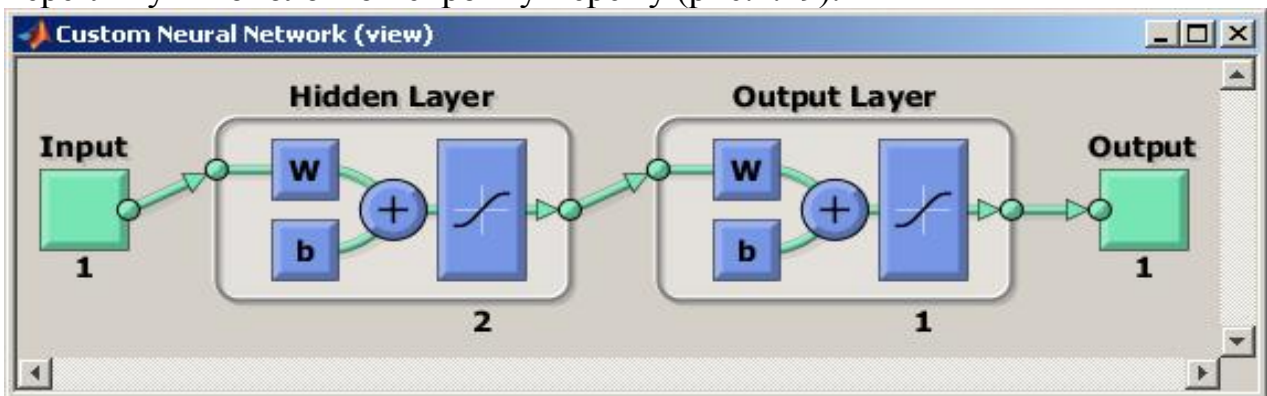 Custom Neural Network (view)
Hidden Layer
Output Layer
Input
Output
W
W
b
b
1
2
1
1